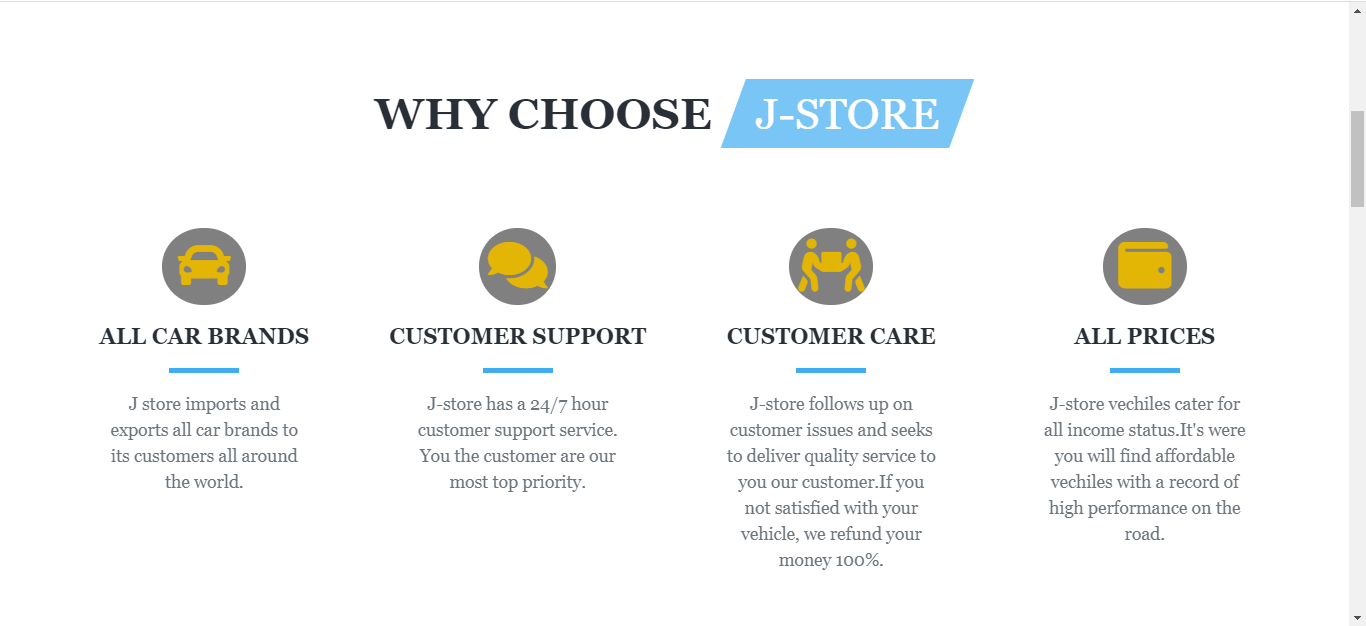 WHY CHOOSE J-STORE
ALL CAR BRANDS
J store imports and
exports all car brands to
its customers all around
the world.
CUSTOMER SUPPORT
J-store has a 24/7 hour
customer support service.
You the customer are our
most top priority.
CUSTOMER CARE
J-store follows up on
customer issues and seeks
to deliver quality service to
you our customer.If you
not satisfied with your
vehicle, we refund your
money 100%.
ALL PRICES
J-store vechiles cater for
all income status.It's were
you will find affordable
vechiles with a record of
high performance on the
road.